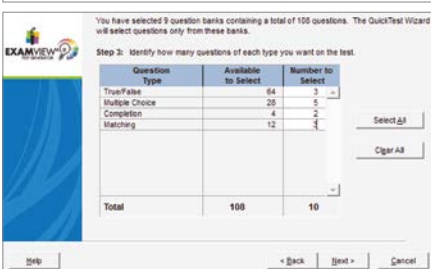 You have selected 9 question banks containing a total of 108 questions. The QuickTest Wizard
will select questions only from these banks.
EXAMVIEW
TEST GENERATOR
Step 3: Identify how many questions of each type you want on the test.
Question Type Available to Select Number to Select
True/False 64 3
Multiple Choice 28 5
Completion 4 2
Matching 12
Total 108 10
Select All
Clear All
Help < Back Next > Cancel